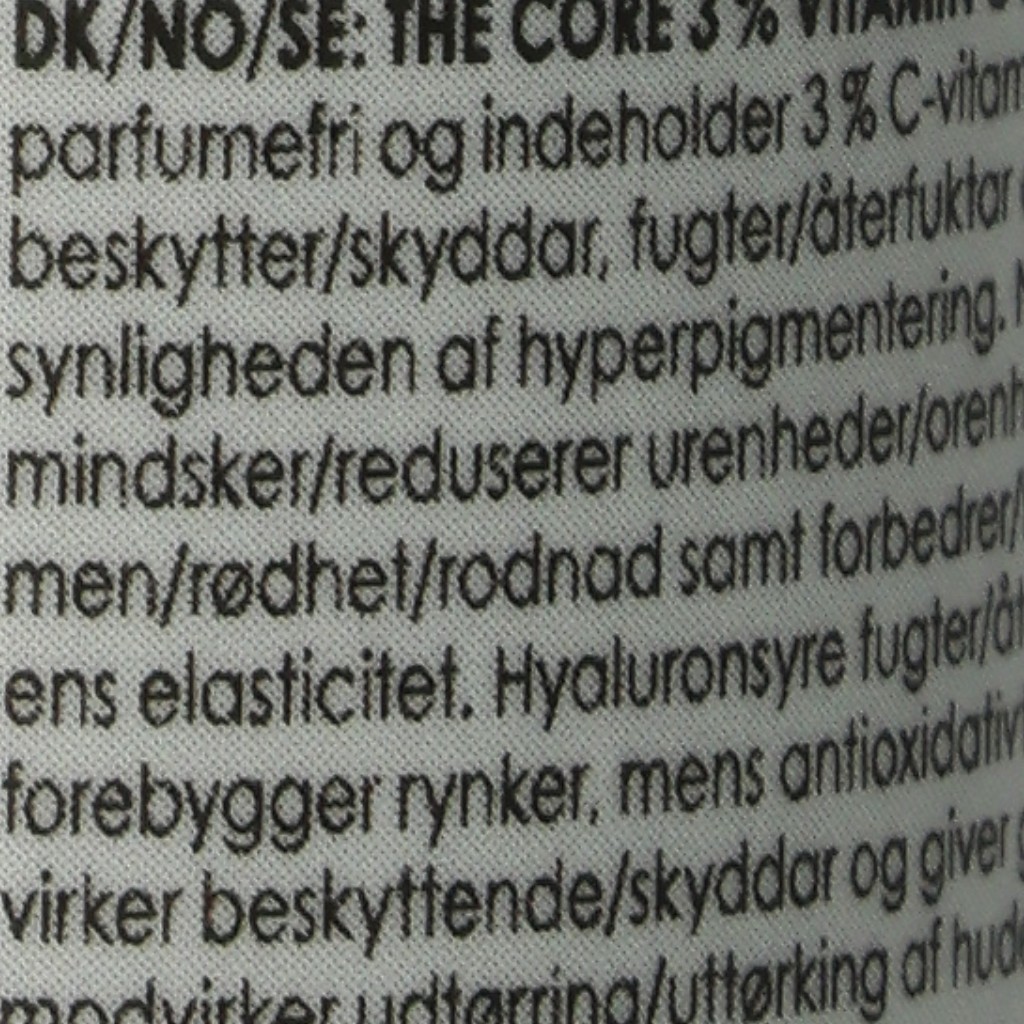 DK/NO/SE: THE CORE 3 % VITAMIN
parfumefri og indeholder 3 % C-vitam
beskytter/skyddar, fugter/återfuktar
synligheden af hyperpigmentering.
mindsker/reduserer urenheder/orenh
men/rødhet/rodnad samt forbedrer/
ens elasticitet. Hyaluronsyre fugter/åt
forebygger rynker, mens antioxidativ
virker beskyttende/skyddar og giver
modvirker udtørring/uttørking af hud